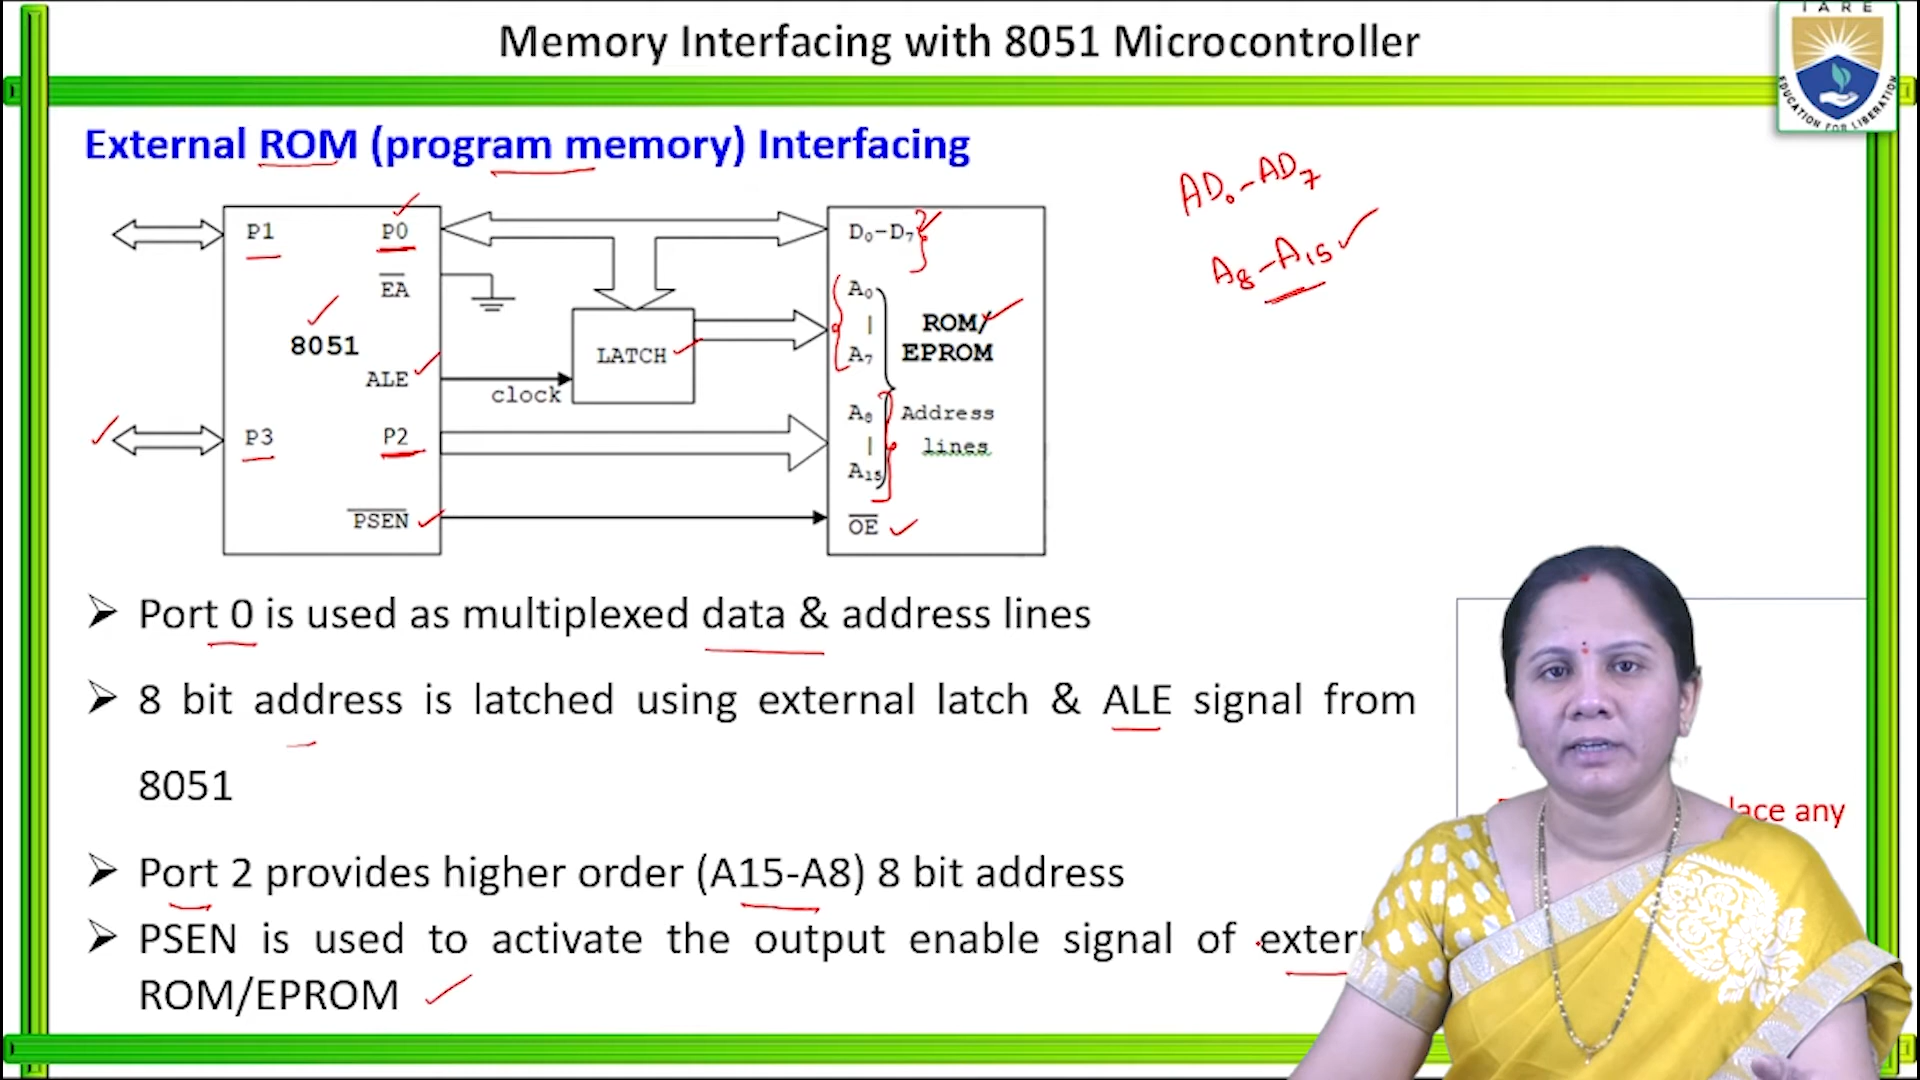 Memory Interfacing with 8051 Microcontroller
IARE
EDUCATION FOR LIBERATION
External ROM (program memory) Interfacing
AD0-AD7
A8-A15
P1
P0
EA
8051
ALE
clock
LATCH
P3
P2
PSEN
D0-D7
A0
|
A7
ROM/
EPROM
A8
|
A15
Address
lines
OE
➢ Port 0 is used as multiplexed data & address lines
➢ 8 bit address is latched using external latch & ALE signal from
8051
➢ Port 2 provides higher order (A15-A8) 8 bit address
➢ PSEN is used to activate the output enable signal of
ROM/EPROM
any